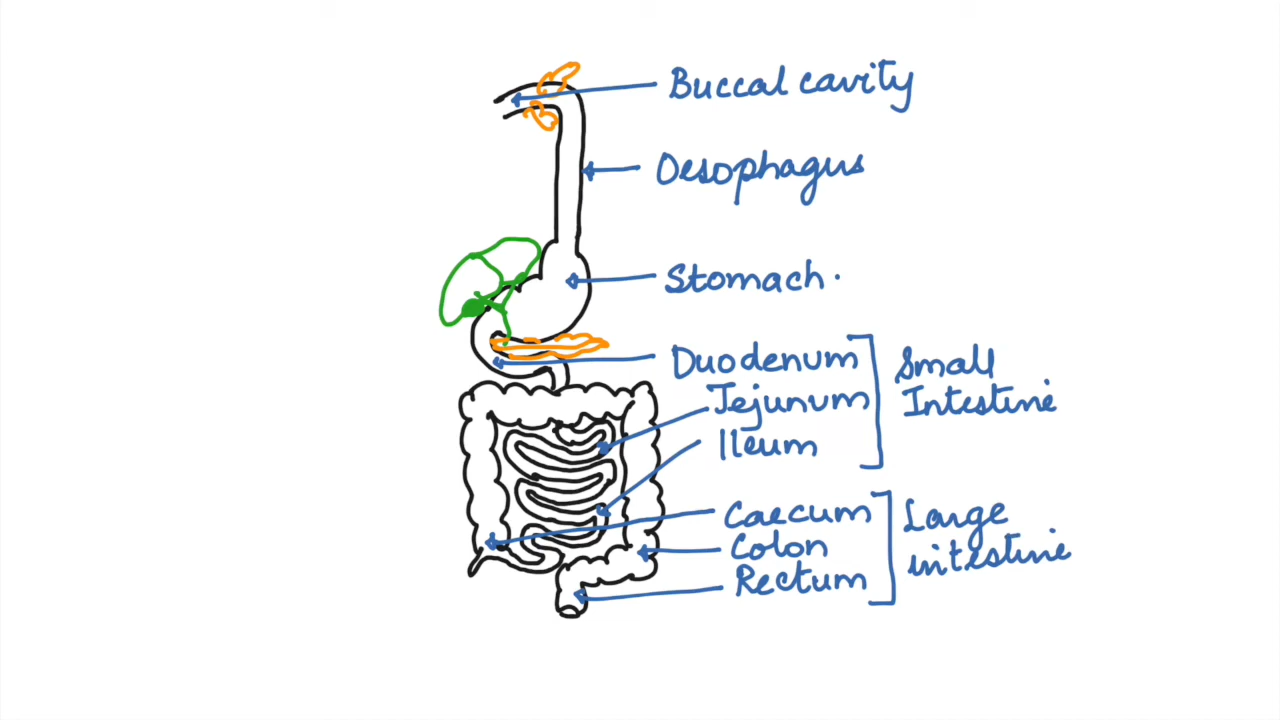 Buccal cavity
Oesophagus
Stomach
Duodenum
Jejunum
Ileum
Small
Intestine
Caecum
Colon
Rectum
Large
intestine